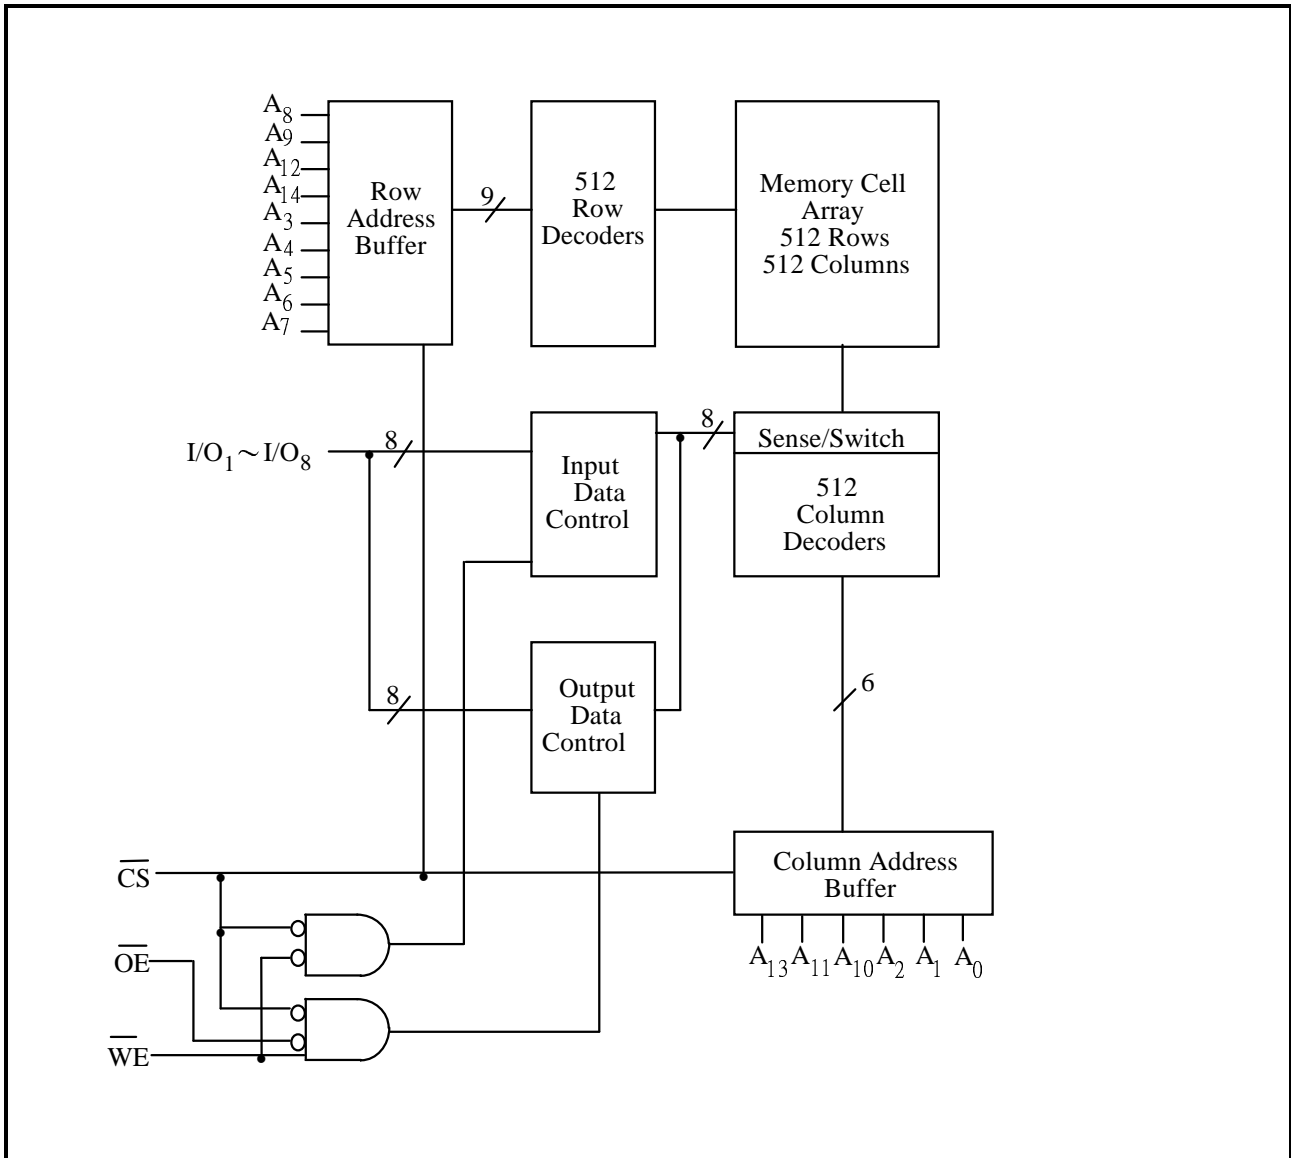 A8
A9
A12
A14
A3
A4
A5
A6
A7
Row
Address
Buffer
9
512
Row
Decoders
Memory Cell
Array
512 Rows
512 Columns
I/O1~I/O8
8
Input
Data
Control
8
Sense/Switch
512
Column
Decoders
8
Output
Data
Control
6
CS
OE
WE
Column Address
Buffer
A13 A11 A10 A2 A1 A0